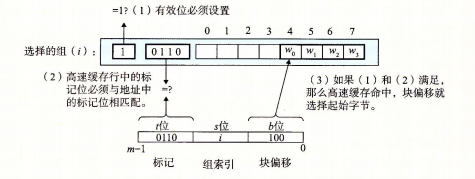 =1?（1）有效位必须设置
0 1 2 3 4 5 6 7
选择的组（i）： 1 0110 w₀ w₁ w₂ w₃
（2）高速缓存行中的标
记位必须与地址中
的标记位相匹配。
=?
（3）如果（1）和（2）满足，
那么高速缓存命中，块偏移就
选择起始字节。
t位 s位 b位
0110 i 100
m−1 0
标记 组索引 块偏移